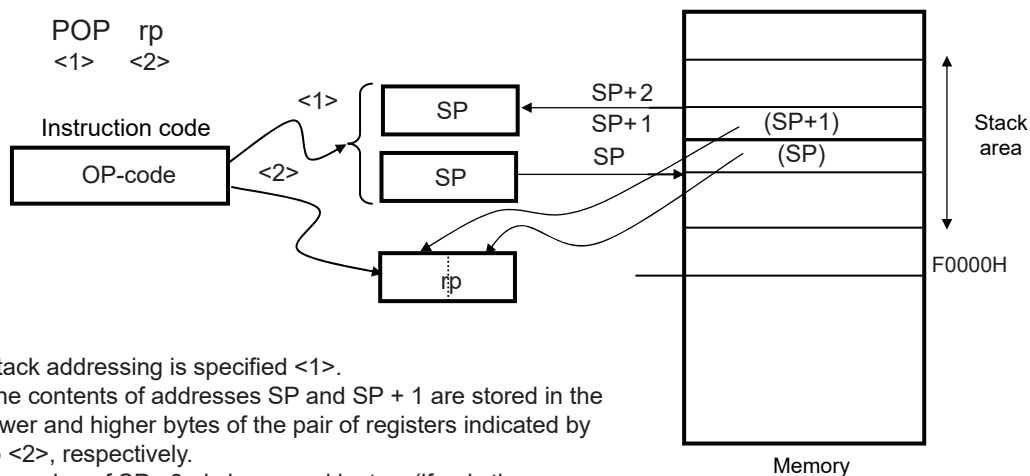 POP rp
<1> <2>
Instruction code
OP-code
<1>
<2>
SP
SP
rp
SP+2
SP+1
SP
(SP+1)
(SP)
Stack
area
F0000H
Memory
tack addressing is specified <1>.
he contents of addresses SP and SP + 1 are stored in the
wer and higher bytes of the pair of registers indicated by
<2>, respectively.